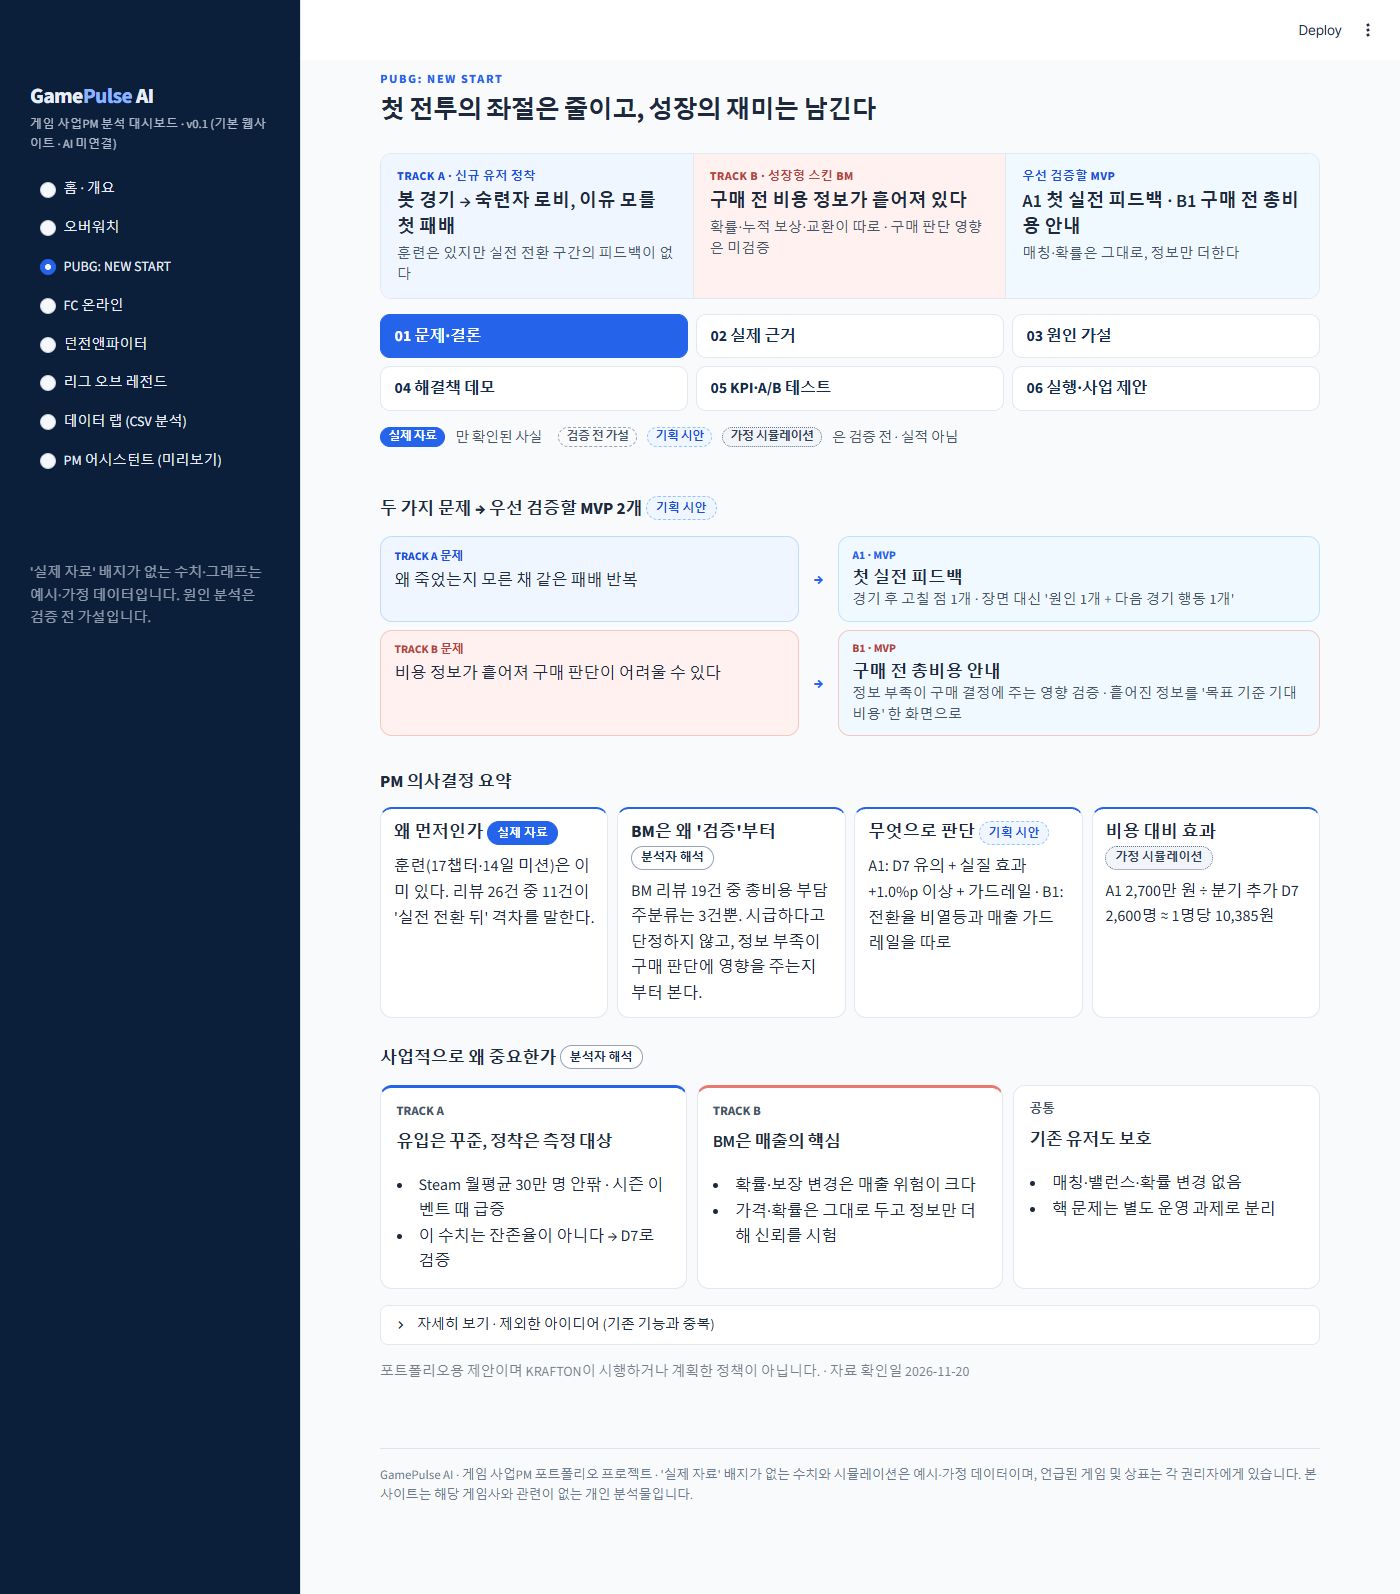 Deploy
GamePulse AI
게임 사업PM 분석 대시보드 · v0.1 (기본 웹사
이트 · AI 미연결)
홈 · 개요
오버워치
PUBG: NEW START
FC 온라인
던전앤파이터
리그 오브 레전드
데이터 랩 (CSV 분석)
PM 어시스턴트 (미리보기)
'실제 자료' 배지가 없는 수치·그래프는
예시·가정 데이터입니다. 원인 분석은
검증 전 가설입니다.
PUBG: NEW START
첫 전투의 좌절은 줄이고, 성장의 재미는 남긴다
TRACK A · 신규 유저 정착
봇 경기 → 숙련자 로비, 이유 모를
첫 패배
훈련은 있지만 실전 전환 구간의 피드백이 없
다
TRACK B · 성장형 스킨 BM
구매 전 비용 정보가 흩어져 있다
확률·누적 보상·교환이 따로 · 구매 판단 영향
은 미검증
우선 검증할 MVP
A1 첫 실전 피드백 · B1 구매 전 총비
용 안내
매칭·확률은 그대로, 정보만 더한다
01 문제·결론
02 실제 근거
03 원인 가설
04 해결책 데모
05 KPI·A/B 테스트
06 실행·사업 제안
실제 자료 만 확인된 사실 검증 전 가설 기획 시안 가정 시뮬레이션 은 검증 전 · 실적 아님
두 가지 문제 → 우선 검증할 MVP 2개 기획 시안
TRACK A 문제
왜 죽었는지 모른 채 같은 패배 반복
→
A1 · MVP
첫 실전 피드백
경기 후 고칠 점 1개 · 장면 대신 '원인 1개 + 다음 경기 행동 1개'
TRACK B 문제
비용 정보가 흩어져 구매 판단이 어려울 수 있다
→
B1 · MVP
구매 전 총비용 안내
정보 부족이 구매 결정에 주는 영향 검증 · 흩어진 정보를 '목표 기준 기대
비용' 한 화면으로
PM 의사결정 요약
왜 먼저인가 실제 자료
훈련(17챕터·14일 미션)은 이
미 있다. 리뷰 26건 중 11건이
'실전 전환 뒤' 격차를 말한다.
BM은 왜 '검증'부터
분석자 해석
BM 리뷰 19건 중 총비용 부담
주분류는 3건뿐. 시급하다고
단정하지 않고, 정보 부족이
구매 판단에 영향을 주는지
부터 본다.
무엇으로 판단 기획 시안
A1: D7 유의 + 실질 효과
+1.0%p 이상 + 가드레일 · B1:
전환율 비열등과 매출 가드
레일을 따로
비용 대비 효과
가정 시뮬레이션
A1 2,700만 원 ÷ 분기 추가 D7
2,600명 ≈ 1명당 10,385원
사업적으로 왜 중요한가 분석자 해석
TRACK A
유입은 꾸준, 정착은 측정 대상
• Steam 월평균 30만 명 안팎 · 시즌 이
벤트 때 급증
• 이 수치는 잔존율이 아니다 → D7로
검증
TRACK B
BM은 매출의 핵심
• 확률·보장 변경은 매출 위험이 크다
• 가격·확률은 그대로 두고 정보만 더
해 신뢰를 시험
공통
기존 유저도 보호
• 매칭·밸런스·확률 변경 없음
• 핵 문제는 별도 운영 과제로 분리
자세히 보기 · 제외한 아이디어 (기존 기능과 중복)
포트폴리오용 제안이며 KRAFTON이 시행하거나 계획한 정책이 아닙니다. · 자료 확인일 2026-11-20
GamePulse AI · 게임 사업PM 포트폴리오 프로젝트 · '실제 자료' 배지가 없는 수치와 시뮬레이션은 예시·가정 데이터이며, 언급된 게임 및 상표는 각 권리자에게 있습니다. 본
사이트는 해당 게임사와 관련이 없는 개인 분석물입니다.